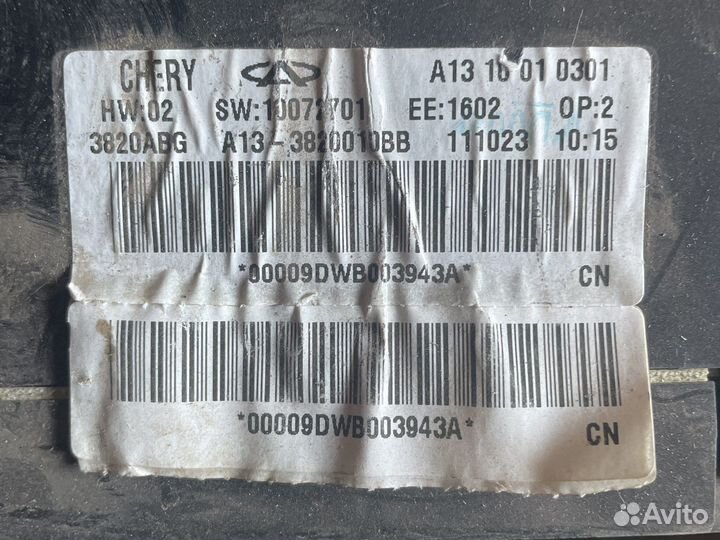 CHERY A13 10 01 0301
HW:02 SW:10072701 EE:1602 OP:2
3820ABG A13-3820010BB 111023 10:15
*00009DWB003943A* CN
*00009DWB003943A* CN
Avito